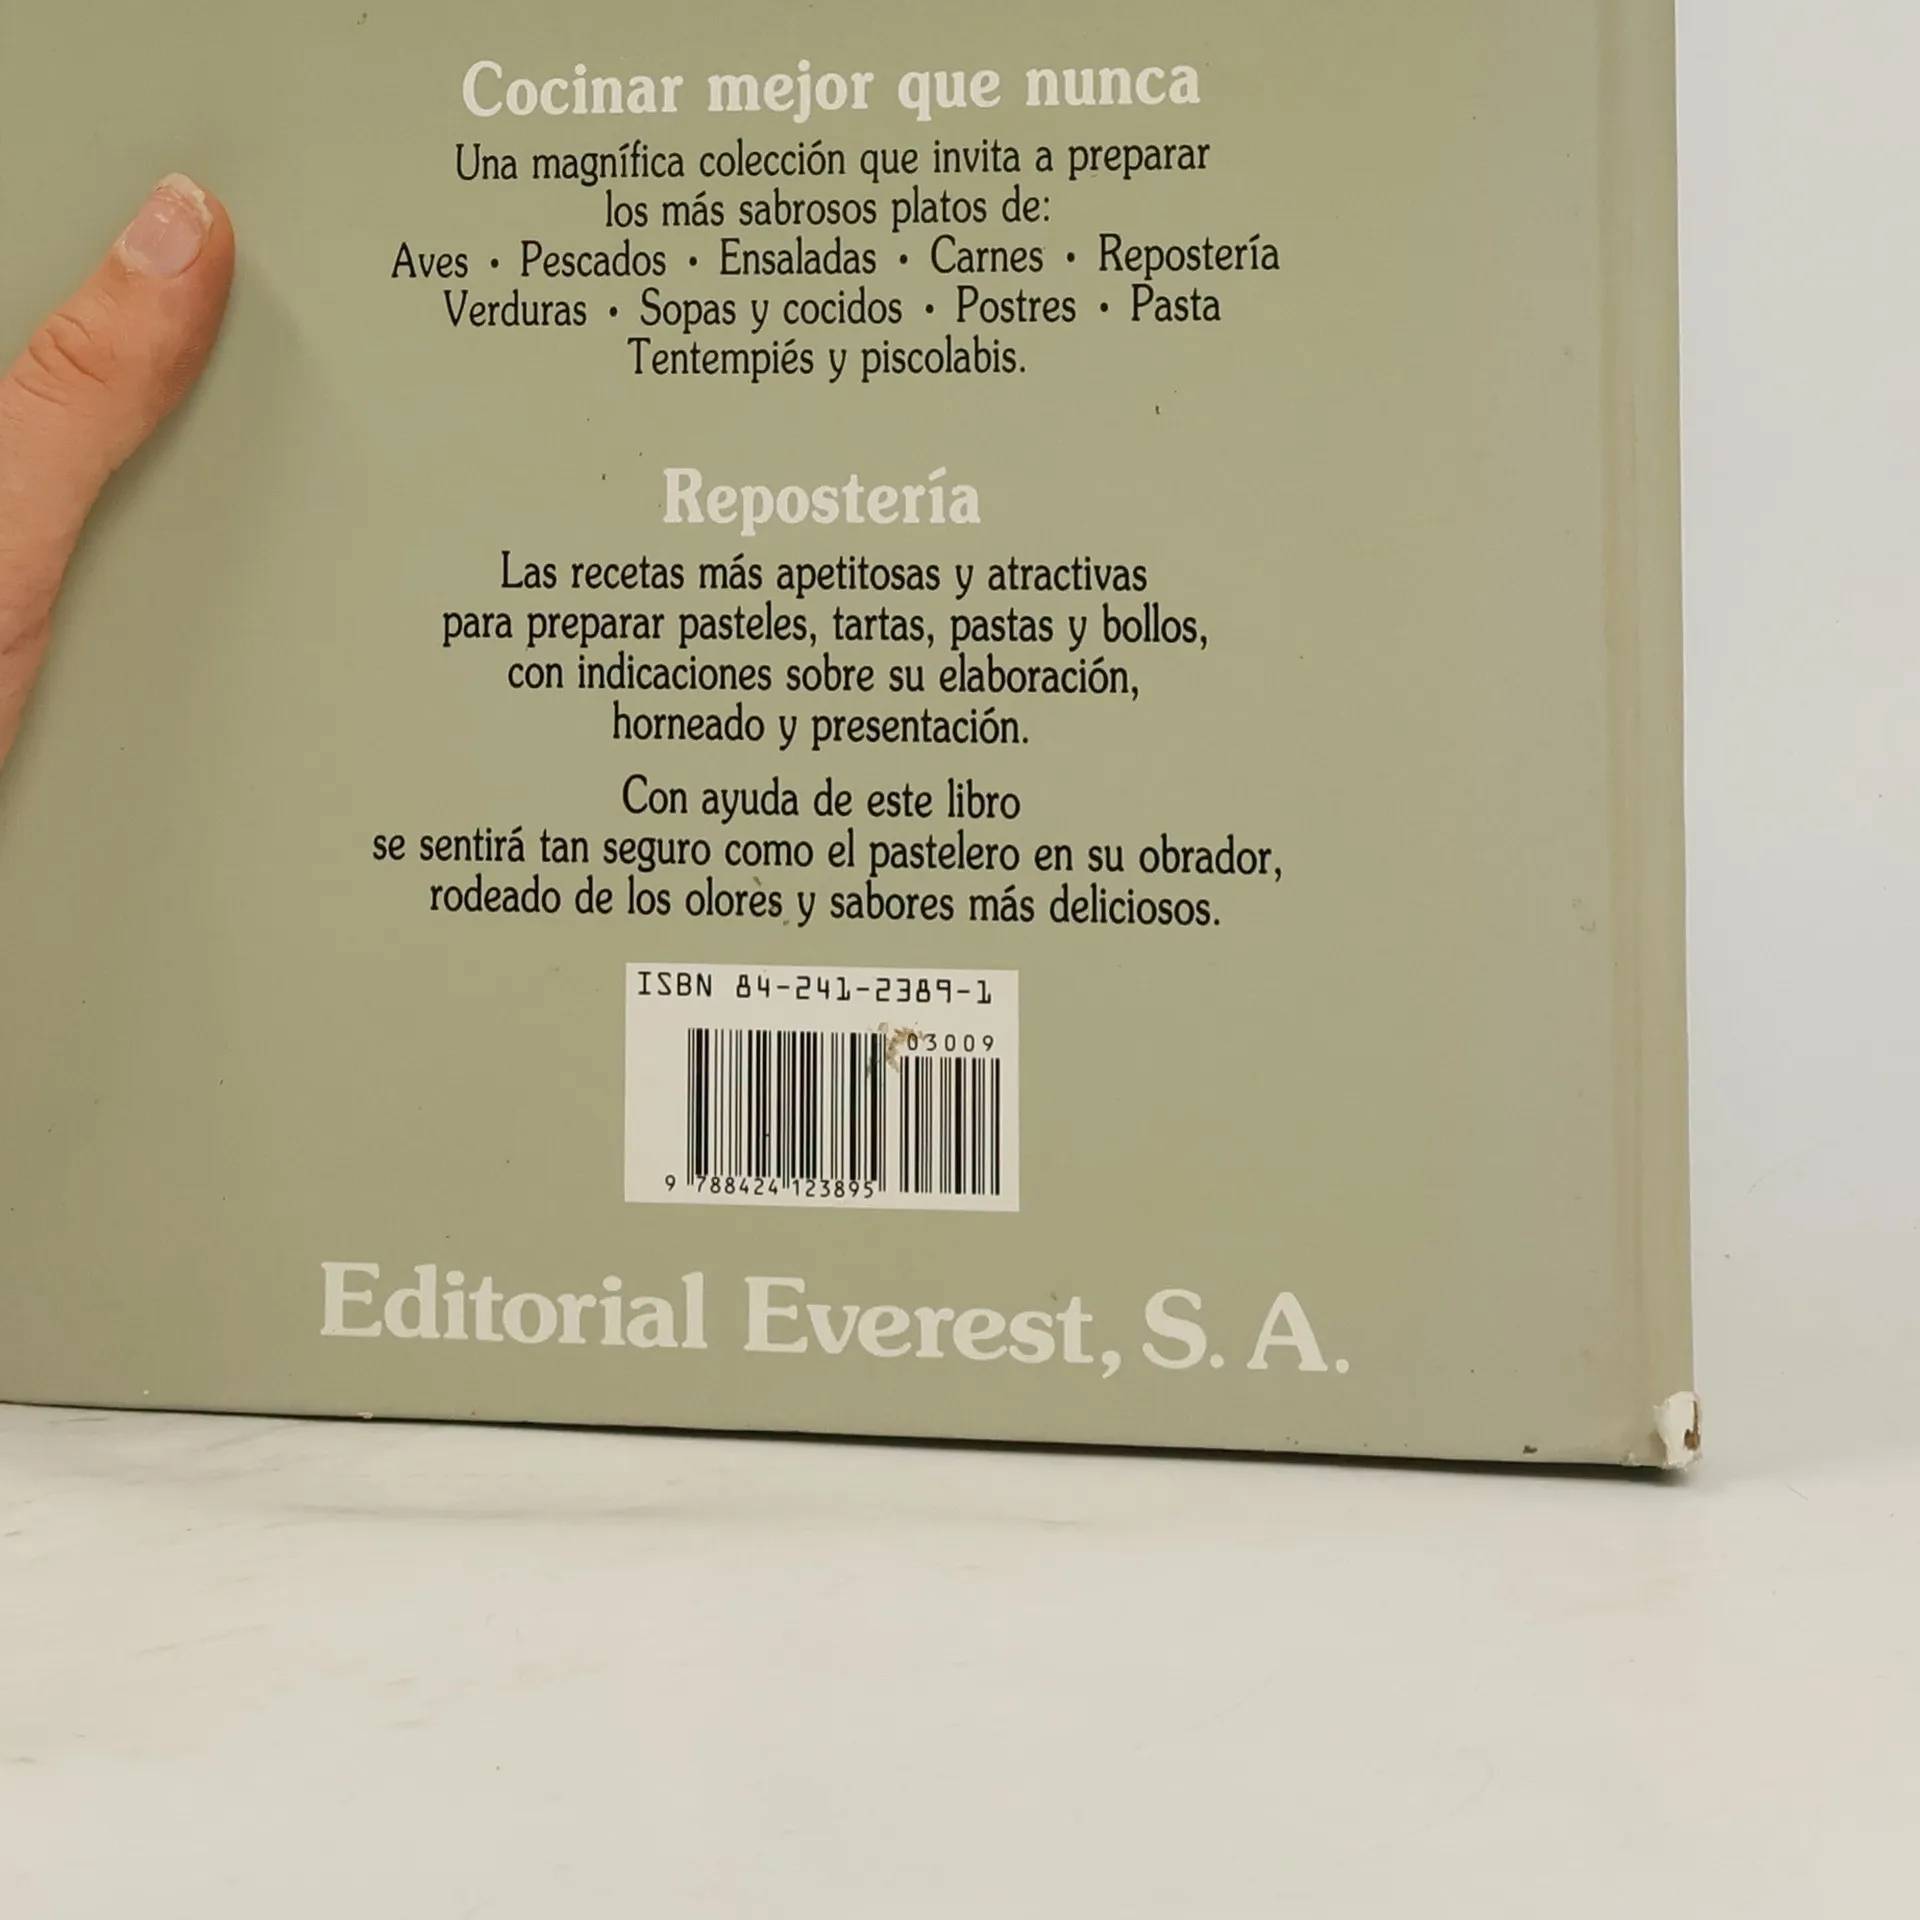 Cocinar mejor que nunca
Una magnífica colección que invita a preparar
los más sabrosos platos de:
Aves • Pescados • Ensaladas • Carnes • Repostería
Verduras • Sopas y cocidos • Postres • Pasta
Tentempiés y piscolabis.
Repostería
Las recetas más apetitosas y atractivas
para preparar pasteles, tartas, pastas y bollos,
con indicaciones sobre su elaboración,
horneado y presentación.
Con ayuda de este libro
se sentirá tan seguro como el pastelero en su obrador,
rodeado de los olores y sabores más deliciosos.
ISBN 84-241-2389-1
03009
9 788424 123895
Editorial Everest, S. A.